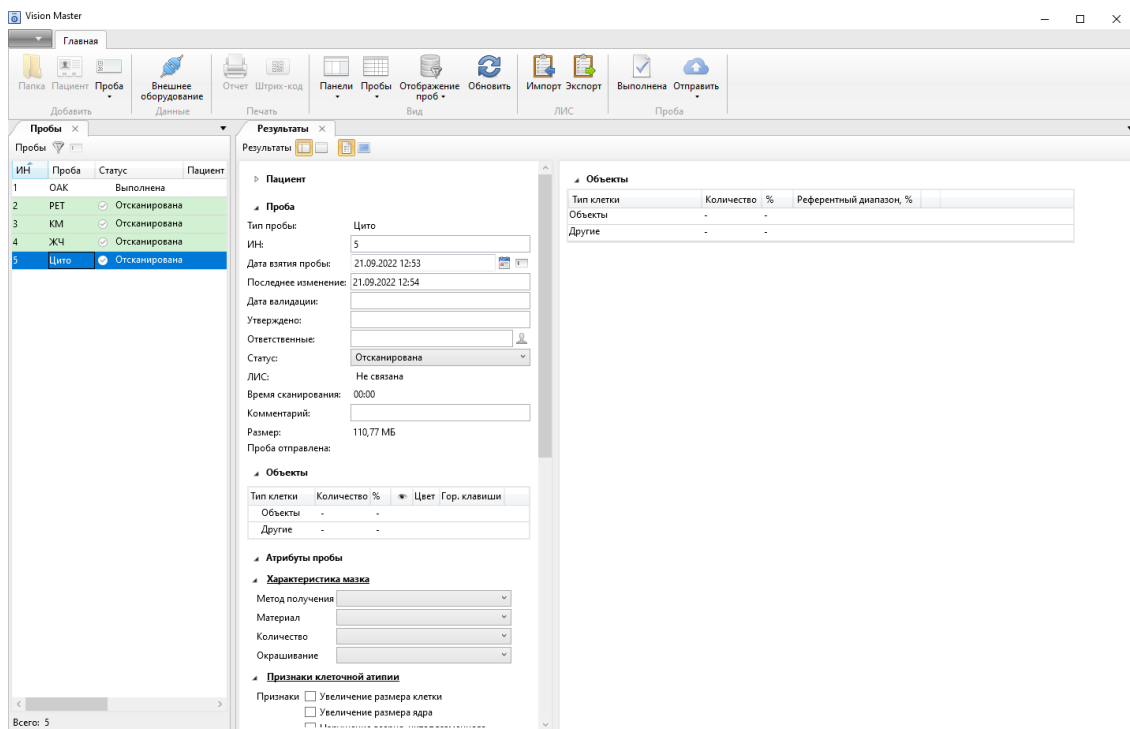 Vision Master
Главная
Папка Пациент Проба Внешнее оборудование Отчет Штрих-код Панели Пробы Отображение проб Обновить Импорт Экспорт Выполнена Отправить
Добавить Данные Печать Вид ЛИС Проба
Пробы
Пробы
ИН Проба Статус Пациент
1 ОАК Выполнена
2 РЕТ Отсканирована
3 КМ Отсканирована
4 ЖЧ Отсканирована
5 Цито Отсканирована
Всего: 5
Результаты
Результаты
Пациент
Проба
Тип пробы: Цито
ИН: 5
Дата взятия пробы: 21.09.2022 12:53
Последнее изменение: 21.09.2022 12:54
Дата валидации:
Утверждено:
Ответственные:
Статус: Отсканирована
ЛИС: Не связана
Время сканирования: 00:00
Комментарий:
Размер: 110,77 МБ
Проба отправлена:
Объекты
Тип клетки Количество % Цвет Гор. клавиши
Объекты - -
Другие - -
Атрибуты пробы
Характеристика мазка
Метод получения
Материал
Количество
Окрашивание
Признаки клеточной атипии
Признаки Увеличение размера клетки
Увеличение размера ядра
Объекты
Тип клетки Количество % Референтный диапазон, %
Объекты - -
Другие - -